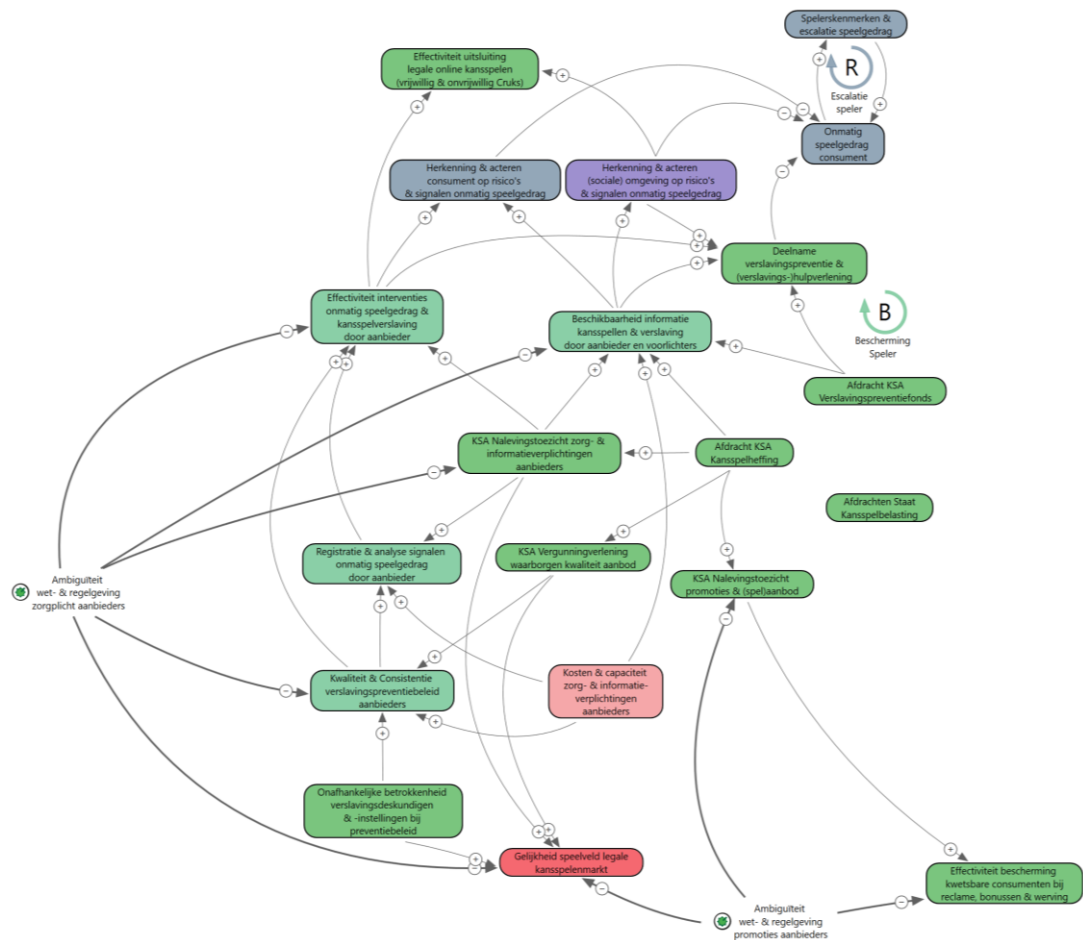 Spelerskenmerken &
escalatie speelgedrag
Effectiviteit uitsluiting
legale online kansspelen
(vrijwillig & onvrijwillig Cruks)
R
Escalatie
speler
Onmatig
speelgedrag
consument
Herkenning & acteren
consument op risico's
& signalen onmatig speelgedrag
Herkenning & acteren
(sociale) omgeving op risico's
& signalen onmatig speelgedrag
Deelname
verslavingspreventie &
(verslavings-)hulpverlening
Effectiviteit interventies
onmatig speelgedrag &
kansspelverslaving
door aanbieder
Beschikbaarheid informatie
kansspellen & verslaving
door aanbieder en voorlichters
B
Bescherming
Speler
Afdracht KSA
Verslavingspreventiefonds
KSA Nalevingstoezicht zorg- &
informatieverplichtingen
aanbieders
Afdracht KSA
Kansspelheffing
Afdrachten Staat
Kansspelbelasting
Registratie & analyse signalen
onmatig speelgedrag
door aanbieder
KSA Vergunningverlening
waarborgen kwaliteit aanbod
KSA Nalevingstoezicht
promoties & (spel)aanbod
Ambiguïteit
wet- & regelgeving
zorgplicht aanbieders
Kwaliteit & Consistentie
verslavingspreventiebeleid
aanbieders
Kosten & capaciteit
zorg- & informatie-
verplichtingen
aanbieders
Onafhankelijke betrokkenheid
verslavingsdeskundigen
& -instellingen bij
preventiebeleid
Gelijkheid speelveld legale
kansspelenmarkt
Effectiviteit bescherming
kwetsbare consumenten bij
reclame, bonussen & werving
Ambiguïteit
wet- & regelgeving
promoties aanbieders